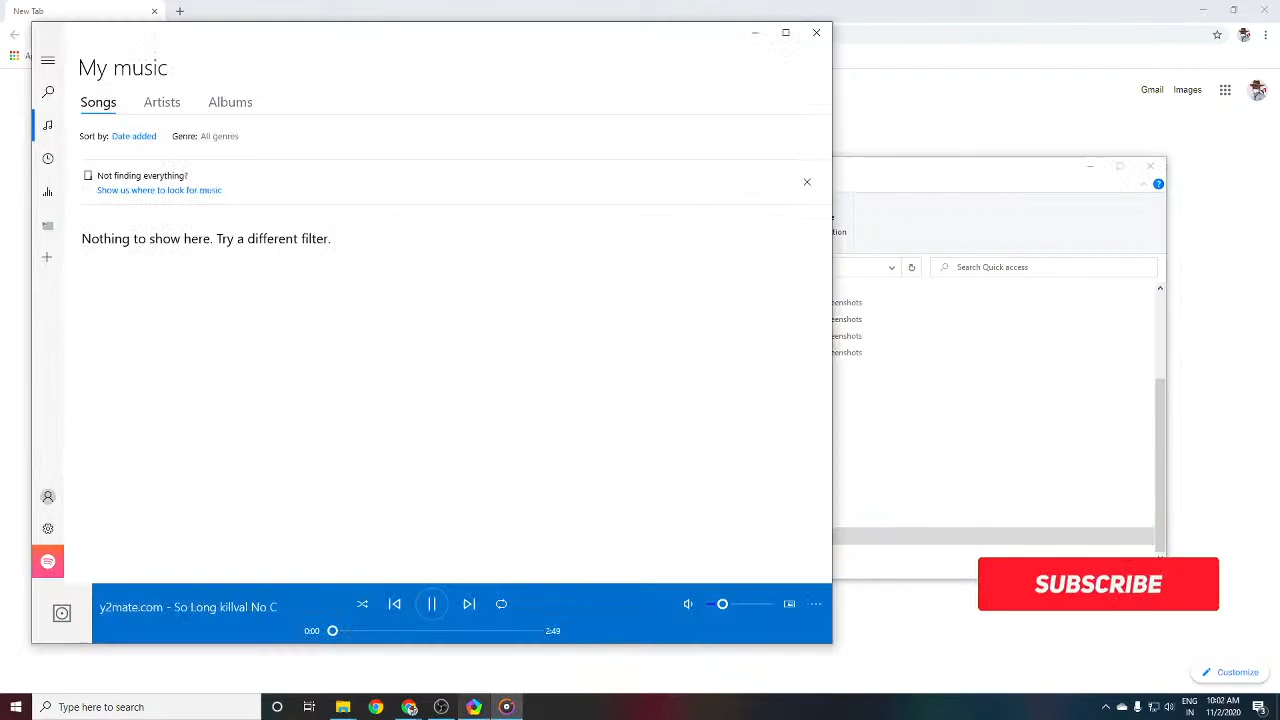 New Tab
Gmail
Images
My music
Songs
Artists
Albums
Sort by: Date added
Genre: All genres
Not finding everything?
Show us where to look for music
Nothing to show here. Try a different filter.
Search Quick access
y2mate.com - So Long killval No C
0:00
2:49
SUBSCRIBE
Customize
Type here to search
ENG
IN
10:02 AM
11/2/2020